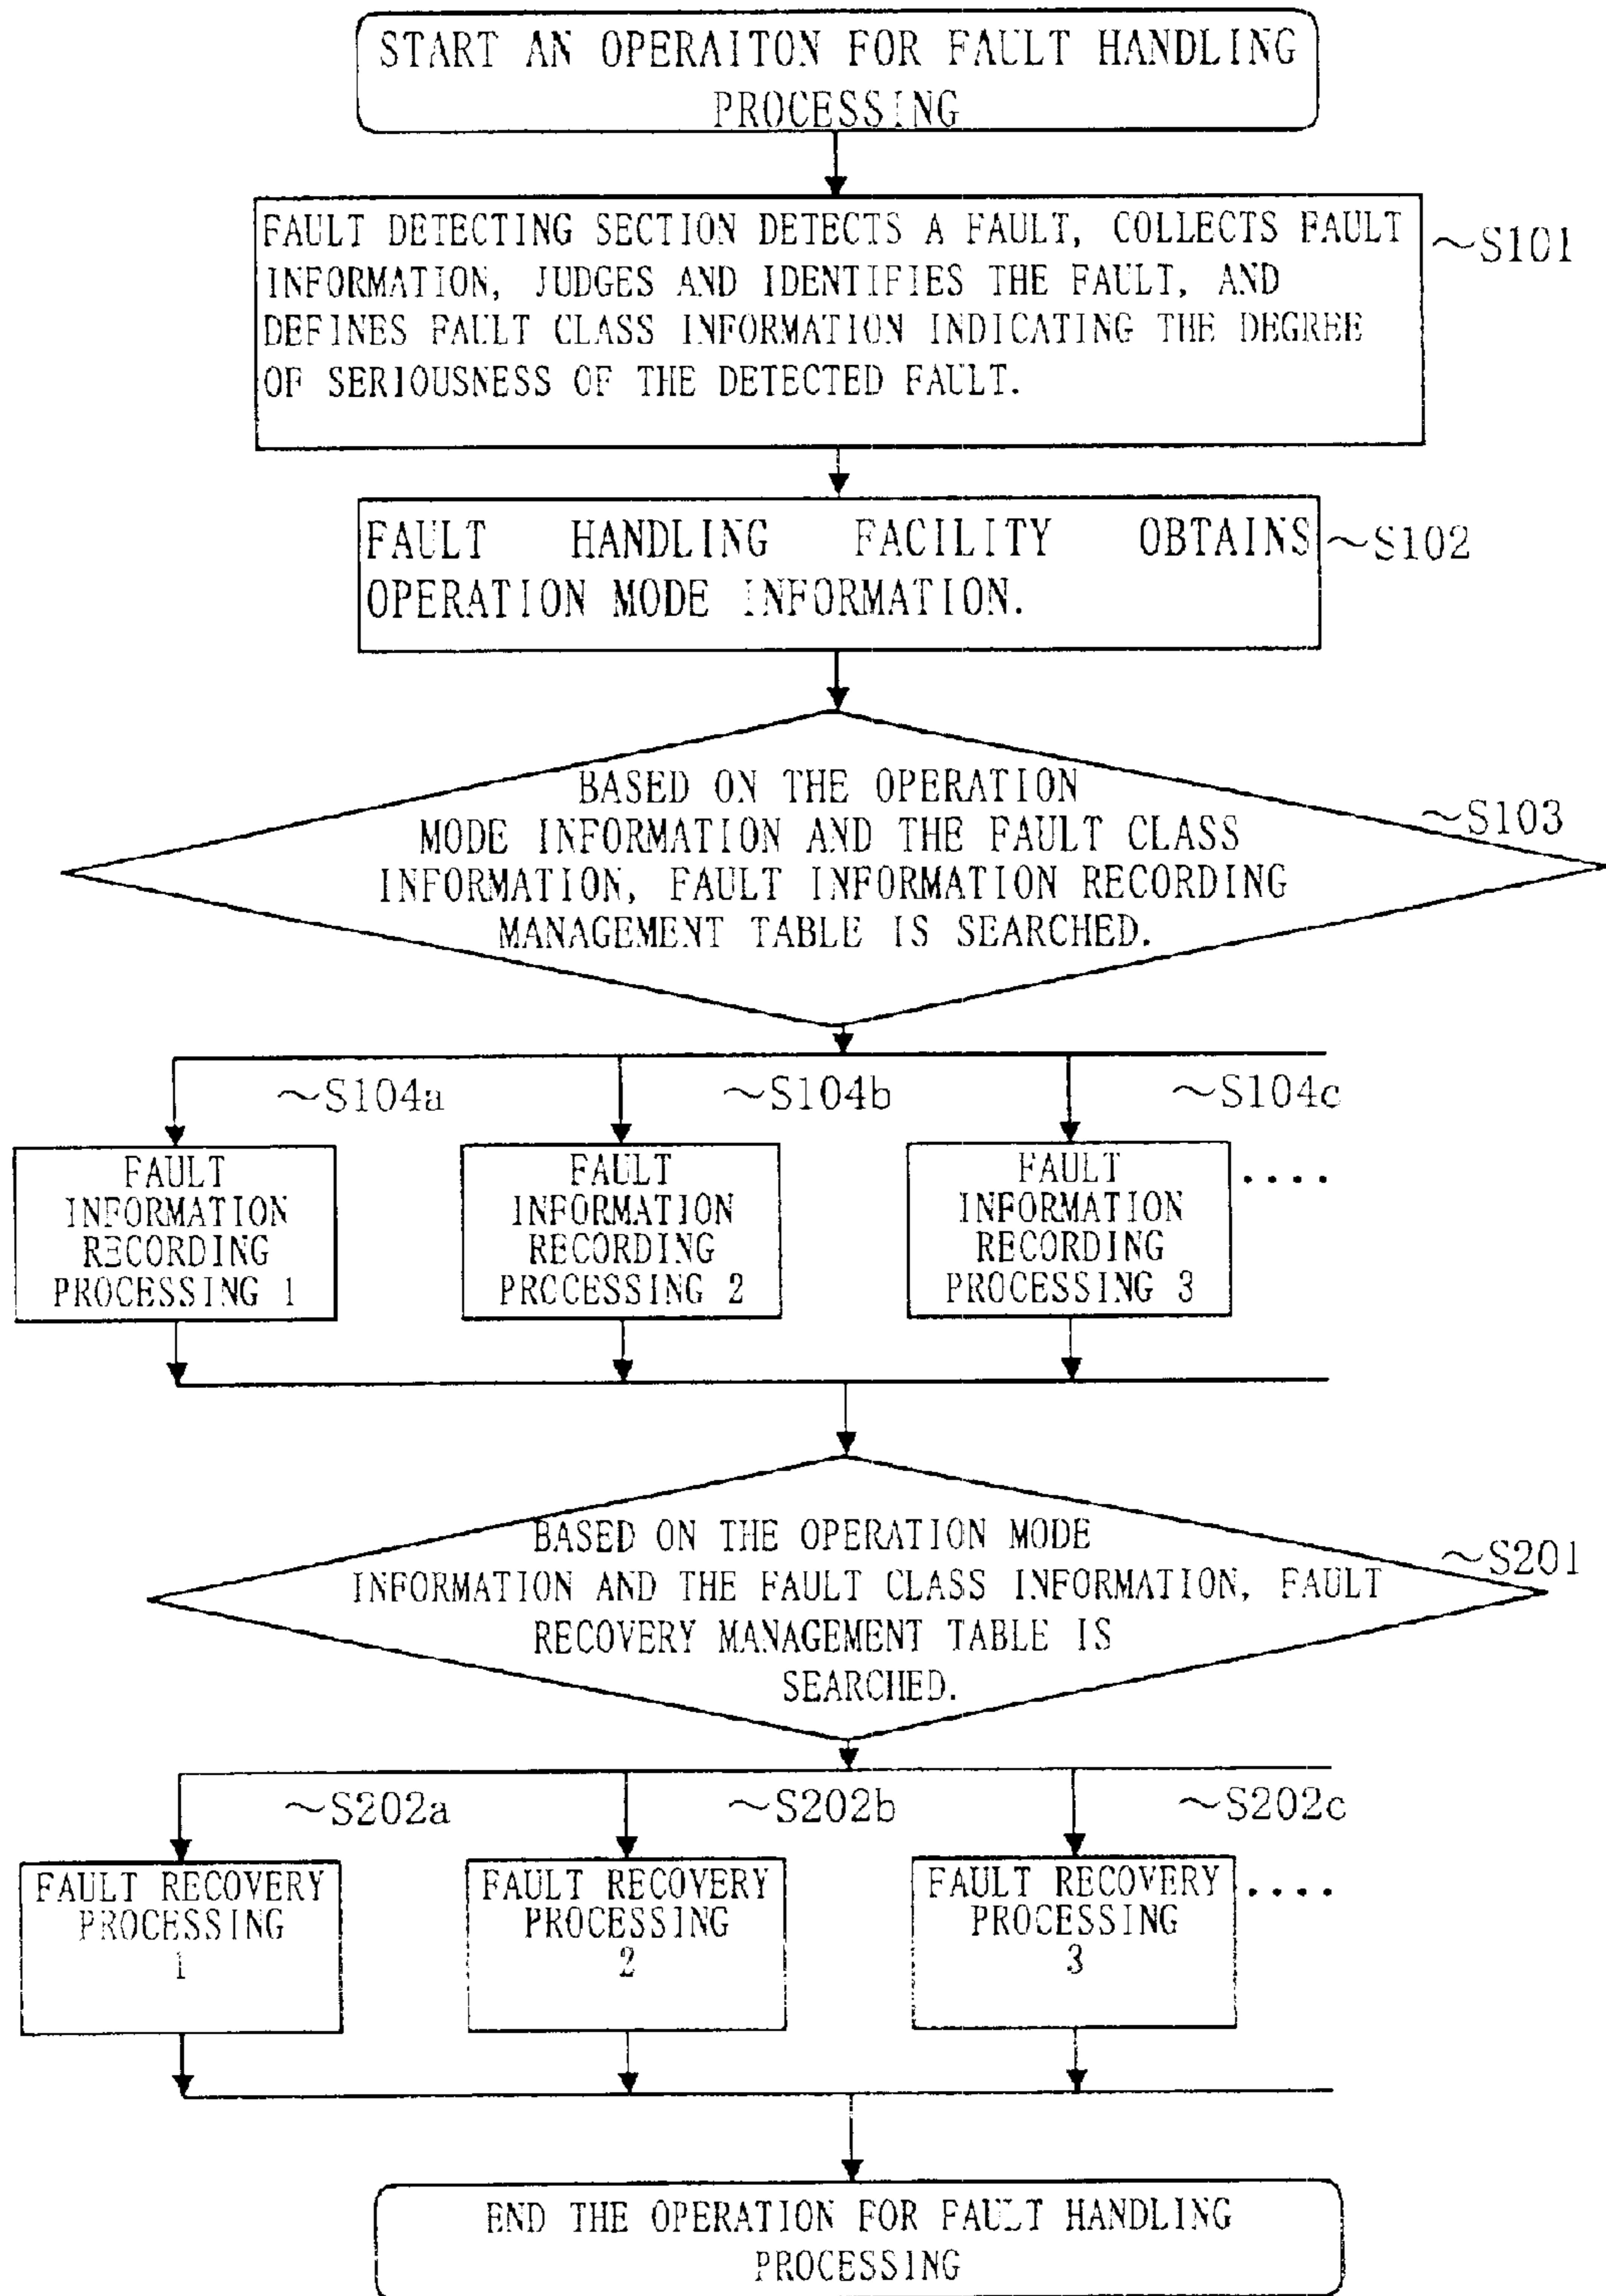 START AN OPERAITON FOR FAULT HANDLING
PROCESSING
FAULT DETECTING SECTION DETECTS A FAULT, COLLECTS FAULT
INFORMATION, JUDGES AND IDENTIFIES THE FAULT, AND
DEFINES FAULT CLASS INFORMATION INDICATING THE DEGREE
OF SERIOUSNESS OF THE DETECTED FAULT.
~S101
FAULT HANDLING FACILITY OBTAINS
OPERATION MODE INFORMATION.
~S102
BASED ON THE OPERATION
MODE INFORMATION AND THE FAULT CLASS
INFORMATION, FAULT INFORMATION RECORDING
MANAGEMENT TABLE IS SEARCHED.
~S103
~S104a
~S104b
~S104c
FAULT
INFORMATION
RECORDING
PROCESSING 1
FAULT
INFORMATION
RECORDING
PROCESSING 2
FAULT
INFORMATION
RECORDING
PROCESSING 3
....
BASED ON THE OPERATION MODE
INFORMATION AND THE FAULT CLASS INFORMATION, FAULT
RECOVERY MANAGEMENT TABLE IS
SEARCHED.
~S201
~S202a
~S202b
~S202c
FAULT RECOVERY
PROCESSING
1
FAULT RECOVERY
PROCESSING
2
FAULT RECOVERY
PROCESSING
3
....
END THE OPERATION FOR FAULT HANDLING
PROCESSING